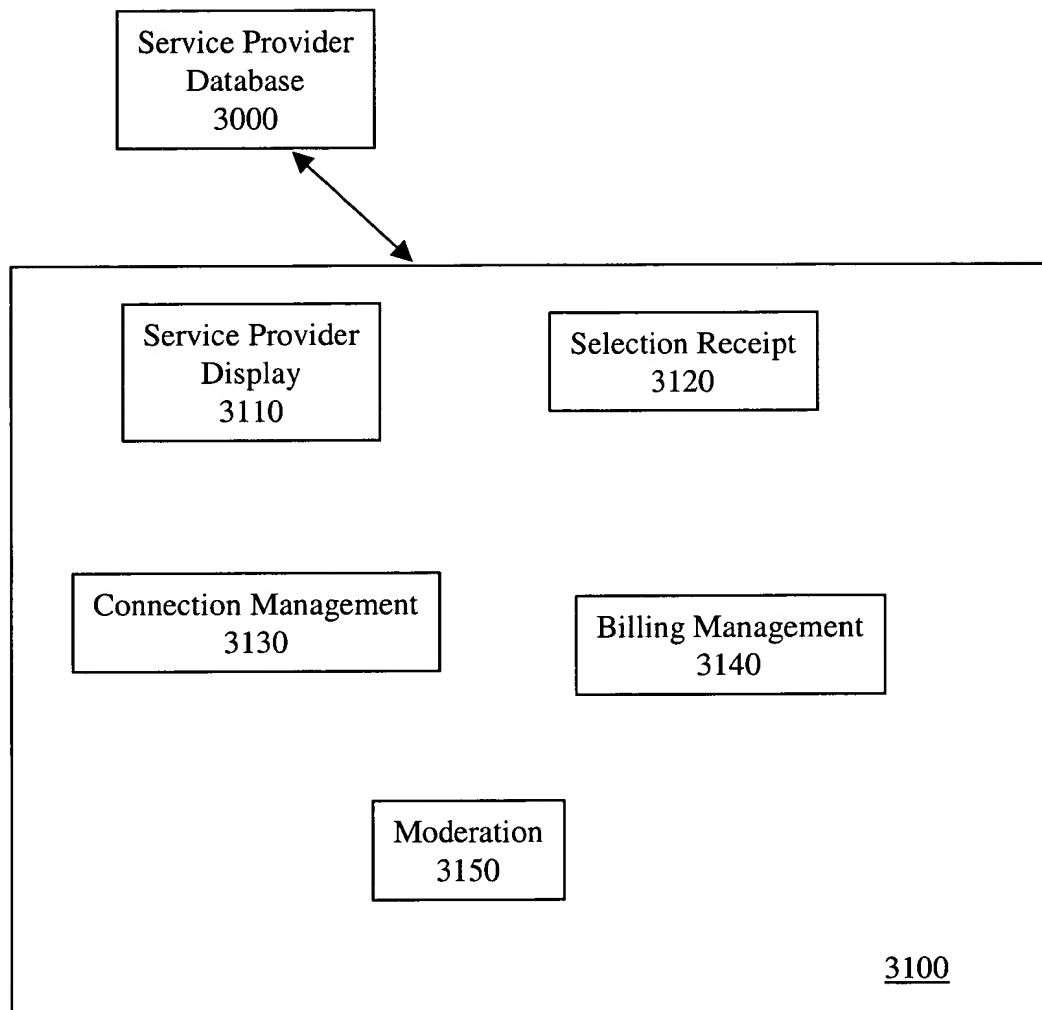 Service Provider
Database
3000
Service Provider
Display
3110
Selection Receipt
3120
Connection Management
3130
Billing Management
3140
Moderation
3150
3100